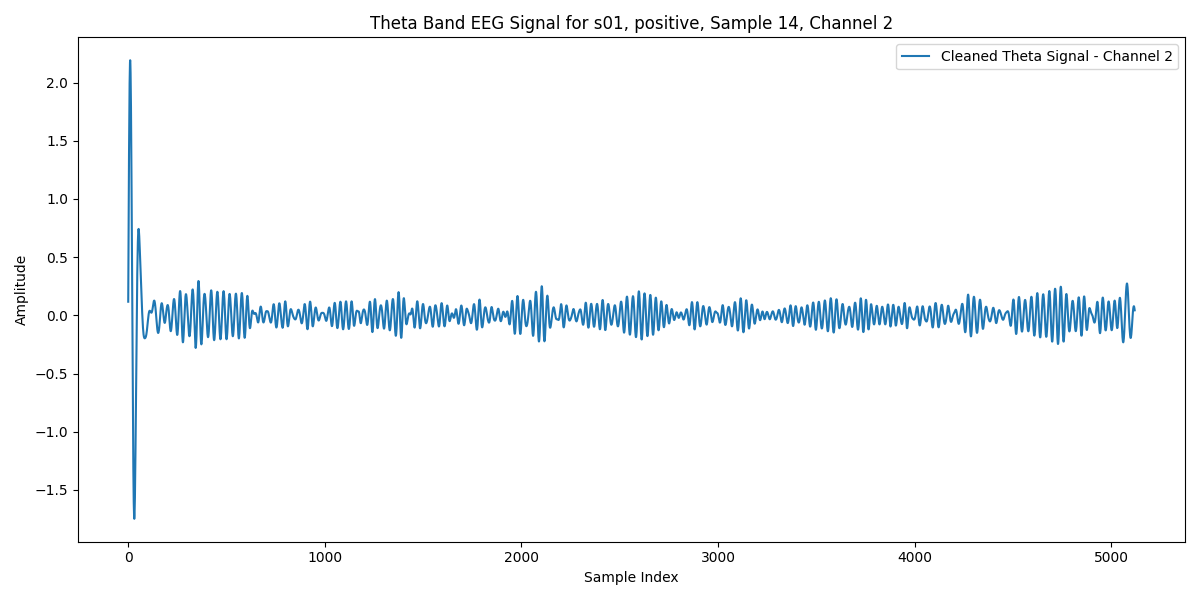 Theta Band EEG Signal for s01, positive, Sample 14, Channel 2
Cleaned Theta Signal - Channel 2
Amplitude
2.0
1.5
1.0
0.5
0.0
−0.5
−1.0
−1.5
0 1000 2000 3000 4000 5000
Sample Index